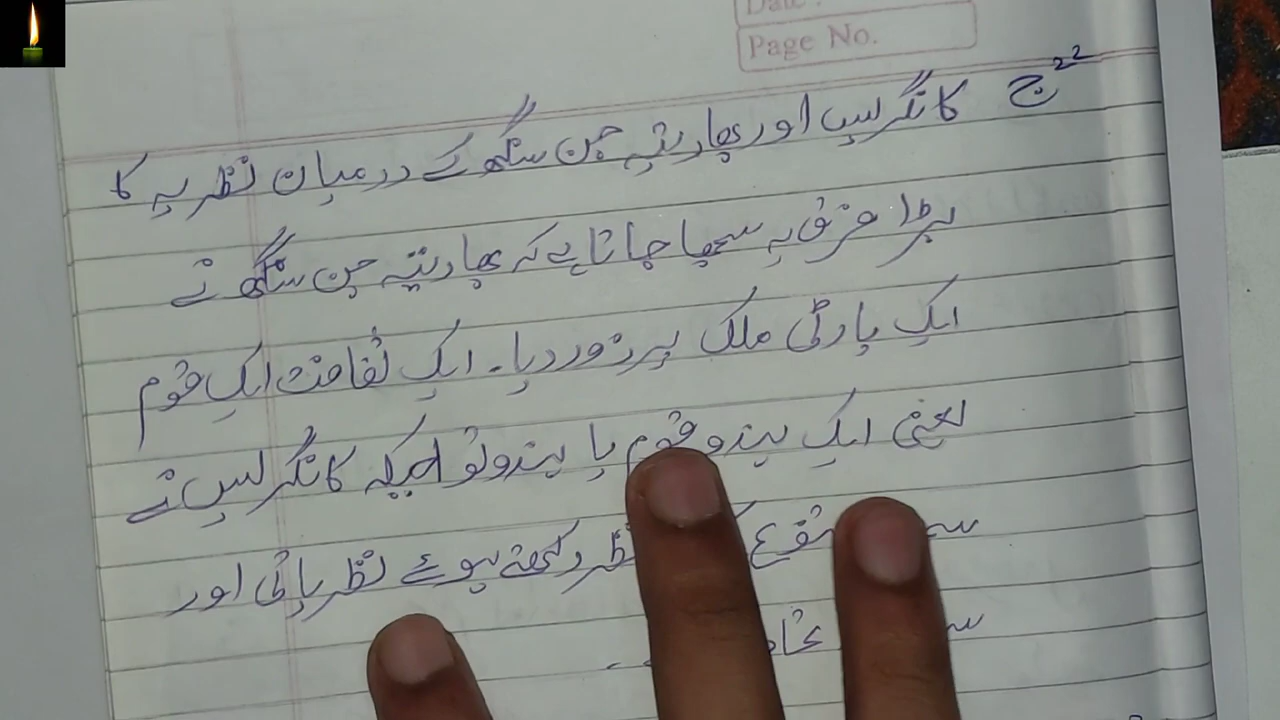 Date :
Page No.
ج ²² کانگریس اور بھارتیہ جن سنگھ کے درمیان نظریہ کا
بڑا فرق یہ سمجھا جاتا ہے کہ بھارتیہ جن سنگھ نے
ایک پارٹی ملک پر زور دیا۔ ایک ثقافت ایک قوم
یعنی ایک ہندو قوم یا ہندوتوا جبکہ کانگریس نے
رکھتے ہوئے نظریاتی اور